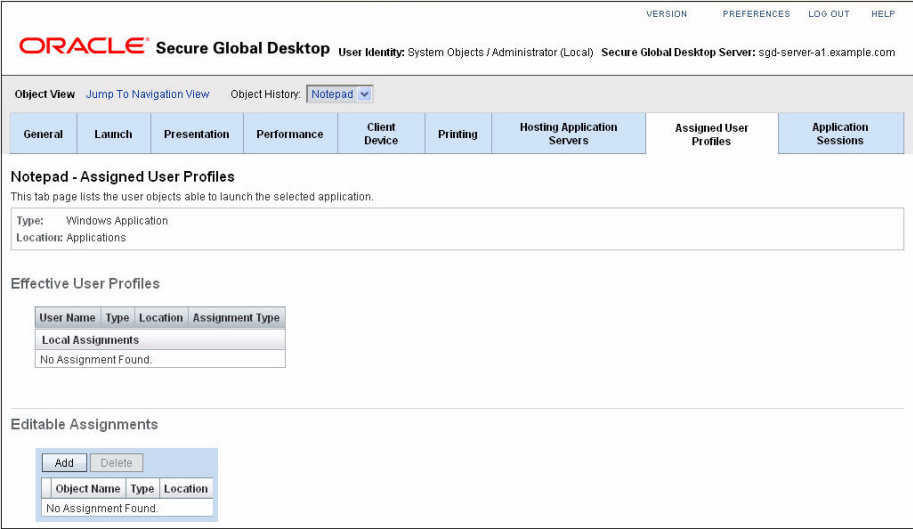 VERSION PREFERENCES LOG OUT HELP
ORACLE® Secure Global Desktop User Identity: System Objects / Administrator (Local) Secure Global Desktop Server: sgd-server-a1.example.com
Object View Jump To Navigation View Object History: Notepad
General Launch Presentation Performance Client Device Printing Hosting Application Servers Assigned User Profiles Application Sessions
Notepad - Assigned User Profiles
This tab page lists the user objects able to launch the selected application.
Type: Windows Application
Location: Applications
Effective User Profiles
User Name Type Location Assignment Type
Local Assignments
No Assignment Found.
Editable Assignments
Add Delete
Object Name Type Location
No Assignment Found.